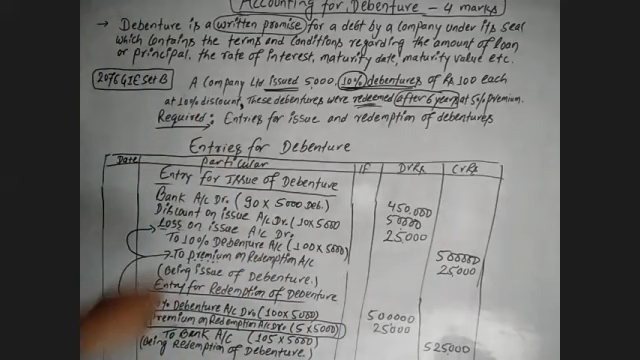 Accounting for Debenture - 4 marks
→ Debenture is a written promise for a debt by a company under its seal
which contains the terms and conditions regarding the amount of loan
or principal, the rate of interest, maturity date, maturity value etc.
2076 GIE Set B A Company Ltd issued 5,000, 10% debentures of Rs 100 each
at 10% discount. These debentures were redeemed after 6 years at 5% premium.
Required: Entries for issue and redemption of debentures
Entries for Debenture
Date Particular lF Dr Rs Cr Rs
Entry for Issue of Debenture
Bank A/C Dr. (90 x 5000 Deb.) 450,000
Discount on issue A/C Dr. (10 x 5000 50000
Loss on issue A/C Dr. 25000
To 10% Debenture A/C (100 x 5000) 500000
To premium on Redemption A/C 25000
(Being issue of Debenture.)
Entry for Redemption of Debenture
% Debenture A/C Dr (100 x 5000) 500000
Premium on Redemption A/C Dr (5 x 5000) 25000
To Bank A/C (105 x 5000) 525000
(Being Redemption of Debenture.)